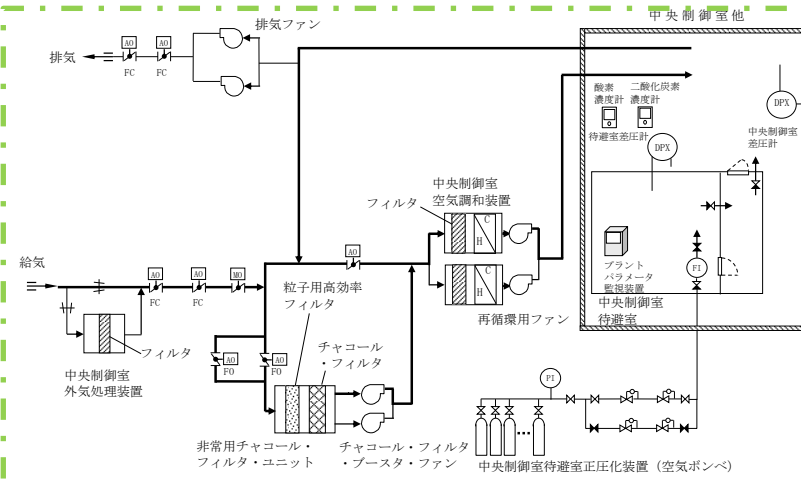 中央制御室他
排気ファン
排気
AO
AO
FC
FC
酸素
濃度計
二酸化炭素
濃度計
DPX
中央制御室
差圧計
待避室差圧計
DPX
中央制御室
空気調和装置
フィルタ
C
H
C
H
再循環用ファン
給気
AO
AO
MO
FC
FC
AO
粒子用高効率
フィルタ
チャコール
・フィルタ
AO
FO
AO
FO
フィルタ
中央制御室
外気処理装置
プラント
パラメータ
監視装置
FI
中央制御室
待避室
PI
非常用チャコール・
フィルタ・ユニット
チャコール・フィルタ
・ブースタ・ファン
中央制御室待避室正圧化装置（空気ボンベ）